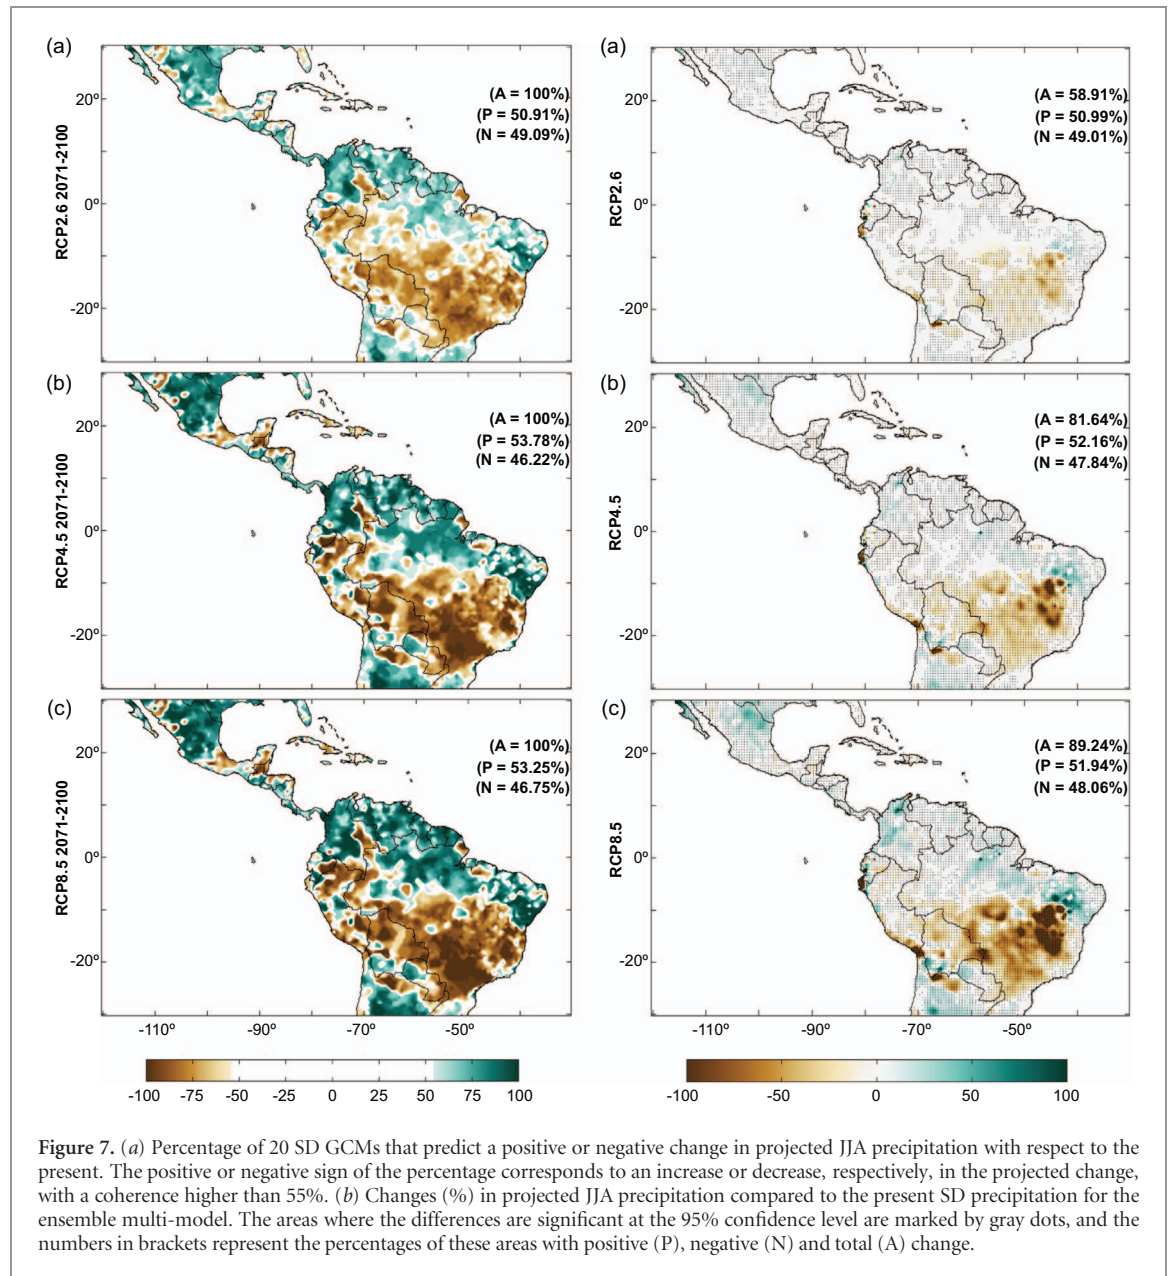 (a)
20º
0º
-20º
RCP2.6 2071-2100
(A = 100%)
(P = 50.91%)
(N = 49.09%)
(a)
20º
0º
-20º
RCP2.6
(A = 58.91%)
(P = 50.99%)
(N = 49.01%)
(b)
20º
0º
-20º
RCP4.5 2071-2100
(A = 100%)
(P = 53.78%)
(N = 46.22%)
(b)
20º
0º
-20º
RCP4.5
(A = 81.64%)
(P = 52.16%)
(N = 47.84%)
(c)
20º
0º
-20º
RCP8.5 2071-2100
(A = 100%)
(P = 53.25%)
(N = 46.75%)
-110º -90º -70º -50º
(c)
20º
0º
-20º
RCP8.5
(A = 89.24%)
(P = 51.94%)
(N = 48.06%)
-110º -90º -70º -50º
-100 -75 -50 -25 0 25 50 75 100
-100 -50 0 50 100
Figure 7. (a) Percentage of 20 SD GCMs that predict a positive or negative change in projected JJA precipitation with respect to the
present. The positive or negative sign of the percentage corresponds to an increase or decrease, respectively, in the projected change,
with a coherence higher than 55%. (b) Changes (%) in projected JJA precipitation compared to the present SD precipitation for the
ensemble multi-model. The areas where the differences are significant at the 95% confidence level are marked by gray dots, and the
numbers in brackets represent the percentages of these areas with positive (P), negative (N) and total (A) change.